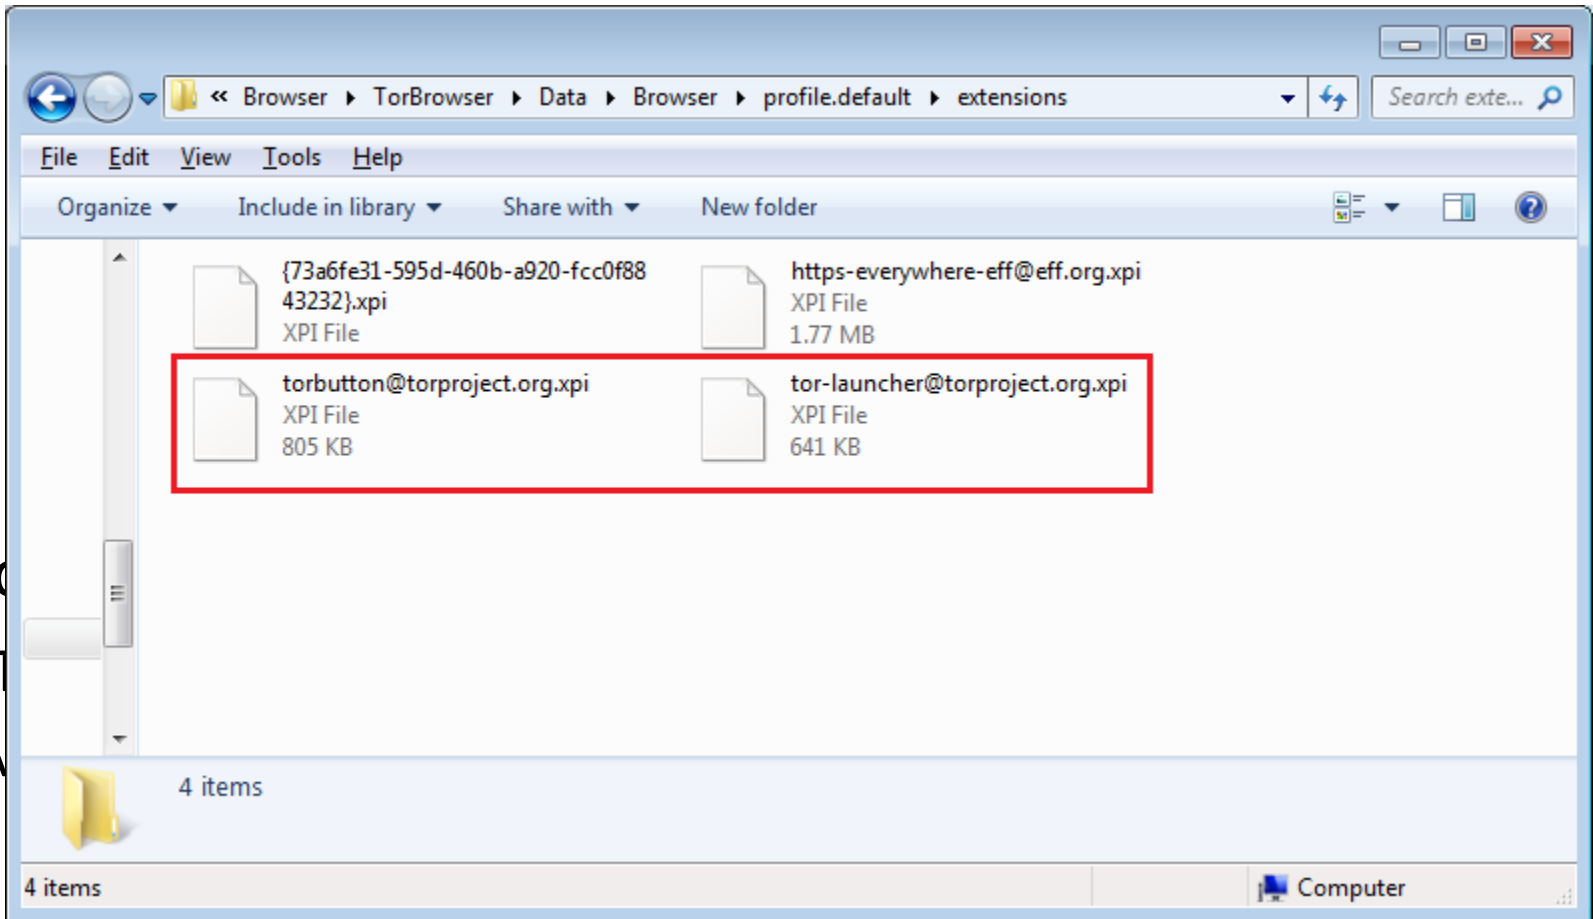 « Browser ▸ TorBrowser ▸ Data ▸ Browser ▸ profile.default ▸ extensions
Search exte...
File Edit View Tools Help
Organize Include in library Share with New folder
{73a6fe31-595d-460b-a920-fcc0f88
43232}.xpi
XPI File
https-everywhere-eff@eff.org.xpi
XPI File
1.77 MB
torbutton@torproject.org.xpi
XPI File
805 KB
tor-launcher@torproject.org.xpi
XPI File
641 KB
4 items
4 items
Computer